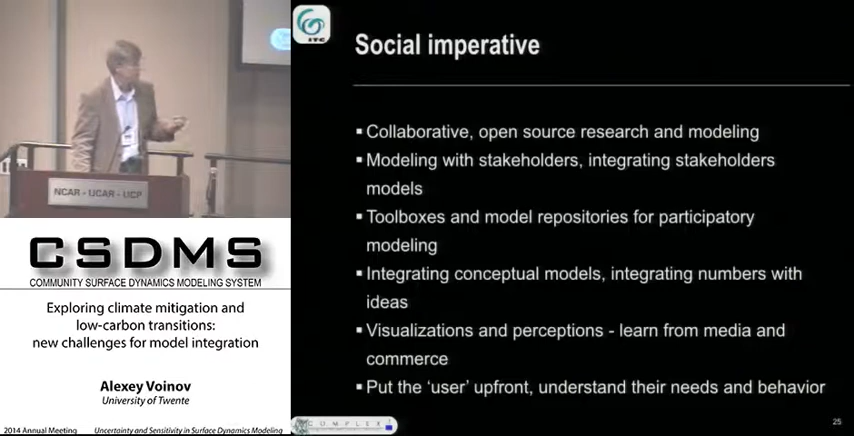 NCAR - UCAR - UCP
CSDMS
COMMUNITY SURFACE DYNAMICS MODELING SYSTEM
Exploring climate mitigation and
low-carbon transitions:
new challenges for model integration
Alexey Voinov
University of Twente
2014 Annual Meeting Uncertainty and Sensitivity in Surface Dynamics Modeling
ITC
Social imperative
▪ Collaborative, open source research and modeling
▪ Modeling with stakeholders, integrating stakeholders
models
▪ Toolboxes and model repositories for participatory
modeling
▪ Integrating conceptual models, integrating numbers with
ideas
▪ Visualizations and perceptions - learn from media and
commerce
▪ Put the ‘user’ upfront, understand their needs and behavior
COMPLEX
25